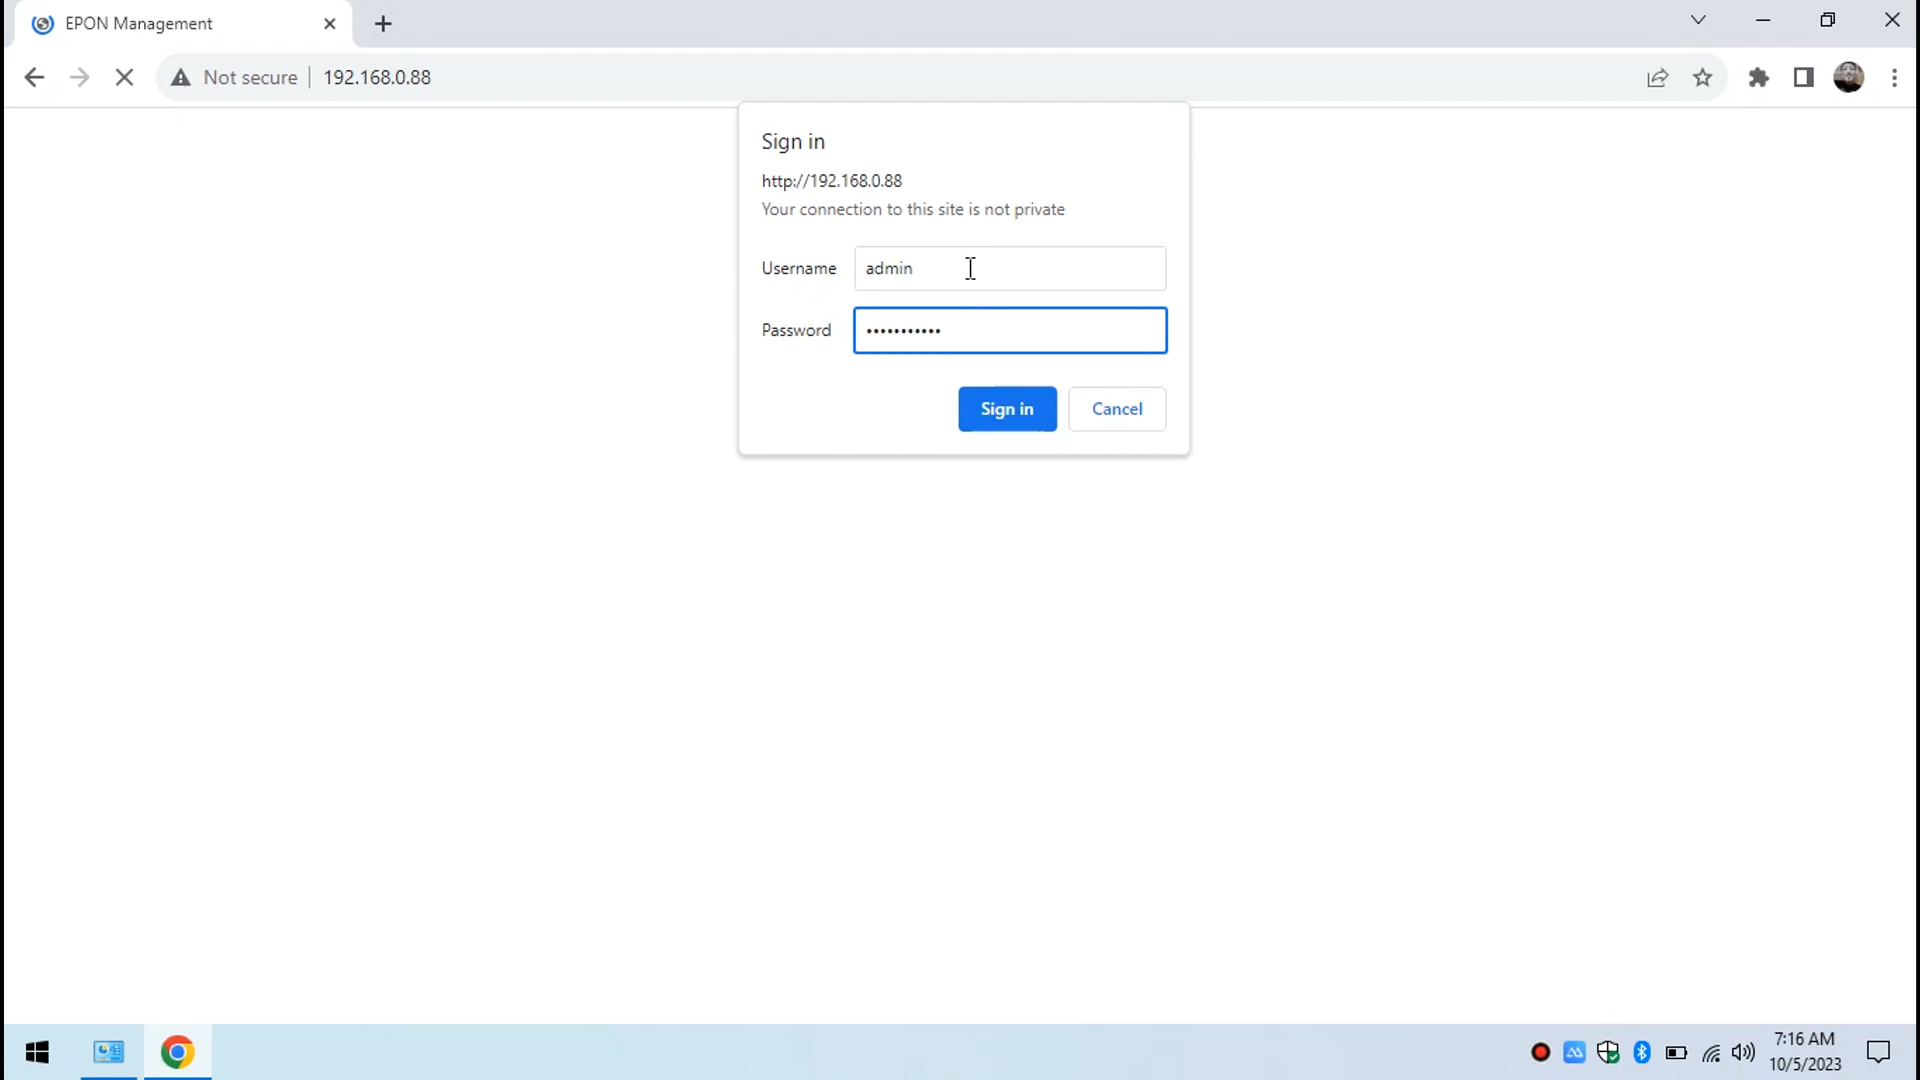 EPON Management
Not secure
192.168.0.88
Sign in
http://192.168.0.88
Your connection to this site is not private
Username
admin
Password
•••••••••••
Sign in
Cancel
7:16 AM
10/5/2023